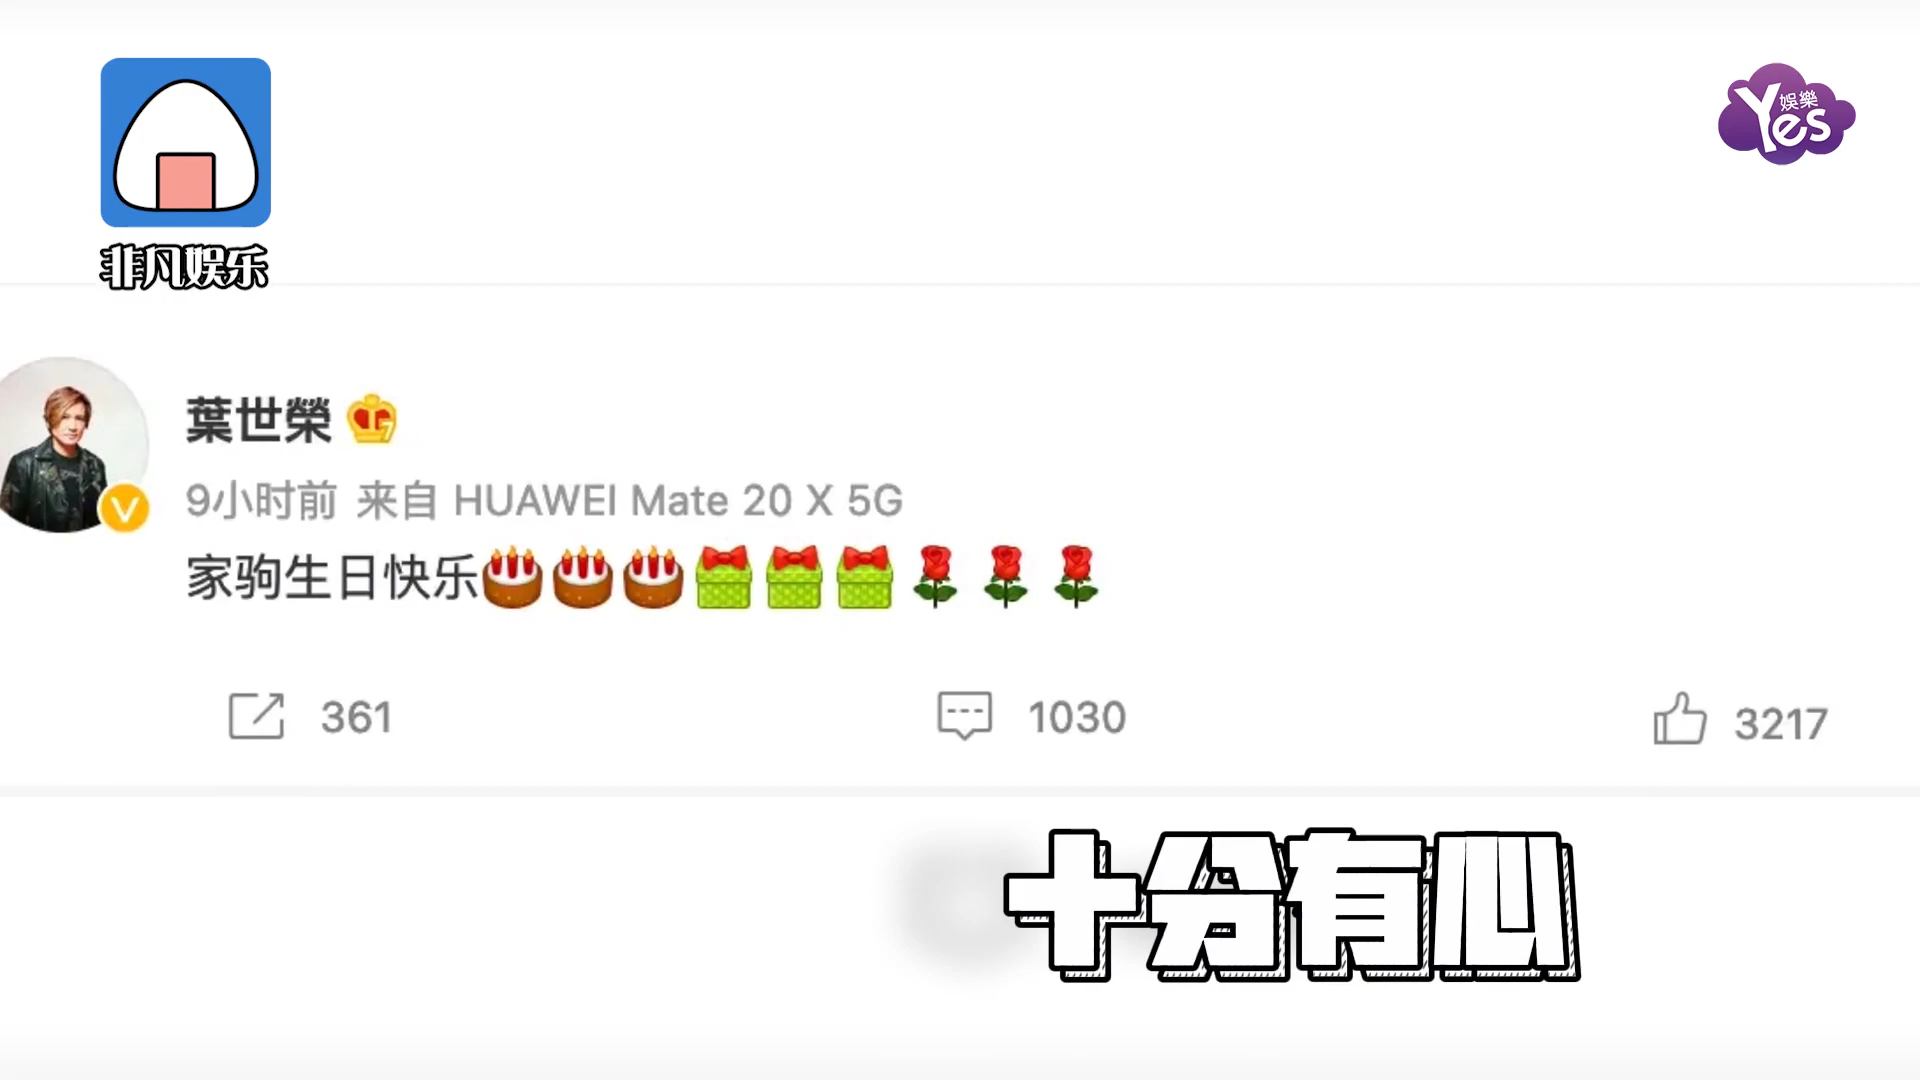 Yes 娛樂
非凡娱乐
葉世榮
9小时前 来自 HUAWEI Mate 20 X 5G
家驹生日快乐
361 1030 3217
十分有心